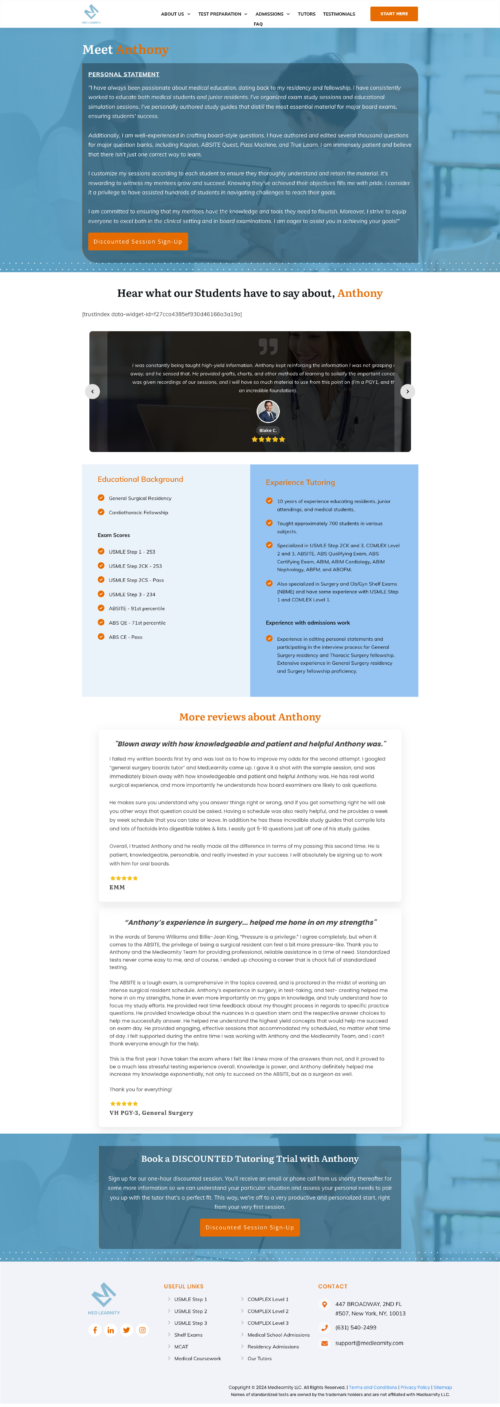 ABOUT US
TEST PREPARATION
ADMISSIONS
TUTORS
TESTIMONIALS
FAQ
START HERE
MED LEARNITY
Meet Anthony
PERSONAL STATEMENT
"I have always been passionate about medical education, dating back to my residency and fellowship. I have consistently
worked to educate both medical students and junior residents. I've organized exam study sessions and educational
simulation sessions. I've personally authored study guides that distill the most essential material for major board exams,
ensuring students' success.
Additionally, I am well-experienced in crafting board-style questions. I have authored and edited several thousand questions
for major question banks, including Kaplan, ABSITE Quest, Pass Machine, and True Learn. I am immensely patient and believe
that there isn't just one correct way to learn.
I customize my sessions according to each student to ensure they thoroughly understand and retain the material. It's
rewarding to witness my mentees grow and succeed. Knowing they've achieved their objectives fills me with pride. I consider
it a privilege to have assisted hundreds of students in navigating challenges to reach their goals.
I am committed to ensuring that my mentees have the knowledge and tools they need to flourish. Moreover, I strive to equip
everyone to excel both in the clinical setting and in board examinations. I am eager to assist you in achieving your goals!"
Discounted Session Sign-Up
Hear what our Students have to say about, Anthony
I was constantly being taught high-yield information. Anthony kept reinforcing the information I was not grasping
away, and he sensed that. He provided grafts, charts, and other methods of learning to solidify the important conce
was given recordings of our sessions, and I will have so much material to use from this point on (I'm a PGY1, and th
an incredible foundation).
Blake C.
Educational Background
General Surgical Residency
Cardiothoracic Fellowship
Exam Scores
USMLE Step 1 - 253
USMLE Step 2CK - 253
USMLE Step 2CS - Pass
USMLE Step 3 - 234
ABSITE - 91st percentile
ABS QE - 71st percentile
ABS CE - Pass
Experience Tutoring
10 years of experience educating residents, junior
attendings, and medical students.
Taught approximately 700 students in various
subjects.
Specialized in USMLE Step 2CK and 3, COMLEX Level
2 and 3, ABSITE, ABS Qualifying Exam, ABS
Certifying Exam, ABIM, ABIM Cardiology, ABIM
Nephrology, ABFM, and ABOFM.
Also specialized in Surgery and Ob/Gyn Shelf Exams
(NBME) and have some experience with USMLE Step
1 and COMLEX Level 1.
Experience with admissions work
Experience in editing personal statements and
participating in the interview process for General
Surgery residency and Thoracic Surgery fellowship.
Extensive experience in General Surgery residency
and Surgery fellowship proficiency.
More reviews about Anthony
"Blown away with how knowledgeable and patient and helpful Anthony was."
I failed my written boards first try and was lost as to how to improve my odds for the second attempt. I googled
"general surgery boards tutor" and MedLearnity came up. I gave it a shot with the sample session, and was
immediately blown away with how knowledgeable and patient and helpful Anthony was. He has real world
surgical experience, and more importantly he understands how board examiners are likely to ask questions.
He makes sure you understand why you answer things right or wrong, and if you get something right he will ask
you other ways that question could be asked. Having a schedule was also really helpful, and he provides a week
by week schedule that you can take or leave. In addition he has these incredible study guides that compile lots
and lots of factoids into digestible tables & lists. I easily got 5-10 questions just off one of his study guides.
Overall, I trusted Anthony and he really made all the difference in terms of my passing this second time. He is
patient, knowledgeable, personable, and really invested in your success. I will absolutely be signing up to work
with him for oral boards.
EMM
"Anthony's experience in surgery... helped me hone in on my strengths"
In the words of Serena Williams and Billie-Jean King, "Pressure is a privilege." I agree completely, but when it
comes to the ABSITE, the privilege of being a surgical resident can feel a bit more pressure-like. Thank you to
Anthony and the Medlearnity Team for providing professional, reliable assistance in a time of need. Standardized
tests never come easy to me, and of course, I ended up choosing a career that is chock full of standardized
testing.
The ABSITE is a tough exam, is comprehensive in the topics covered, and is proctored in the midst of working an
intense surgical resident schedule. Anthony's experience in surgery, in test-taking, and test- creating helped me
hone in on my strengths, hone in even more importantly on my gaps in knowledge, and truly understand how to
focus my study efforts. He provided real time feedback about my thought process in regards to specific practice
questions. He provided knowledge about the nuances in a question stem and the respective answer choices to
help me successfully answer. He helped me understand the highest yield concepts that would help me succeed
on exam day. He provided engaging, effective sessions that accommodated my scheduled, no matter what time
of day. I felt supported during the entire time I was working with Anthony and the Medlearnity Team, and I can't
thank everyone enough for the help.
This is the first year I have taken the exam where I felt like I knew more of the answers than not, and it proved to
be a much less stressful testing experience overall. Knowledge is power, and Anthony definitely helped me
increase my knowledge exponentially, not only to succeed on the ABSITE, but as a surgeon as well.
Thank you for everything!
VH PGY-3, General Surgery
Book a DISCOUNTED Tutoring Trial with Anthony
Sign up for our one-hour discounted session. You'll receive an email or phone call from us shortly thereafter for
some more information so we can understand your particular situation and assess your personal needs to pair
you up with the tutor that's a perfect fit. This way, we're off to a very productive and personalized start, right
from your very first session.
Discounted Session Sign-Up
MED LEARNITY
USEFUL LINKS
USMLE Step 1
USMLE Step 2
USMLE Step 3
Shelf Exams
MCAT
Medical Coursework
COMPLEX Level 1
COMPLEX Level 2
COMPLEX Level 3
Medical School Admissions
Residency Admissions
Our Tutors
CONTACT
447 BROADWAY, 2ND FL
#507, New York, NY, 10013
(631) 540-2499
support@medlearnity.com
Copyright © 2024 Medlearnity LLC. All Rights Reserved. | Terms and Conditions | Privacy Policy | Sitemap
Names of standardized tests are owned by the trademark holders and are not affiliated with Medlearnity LLC.